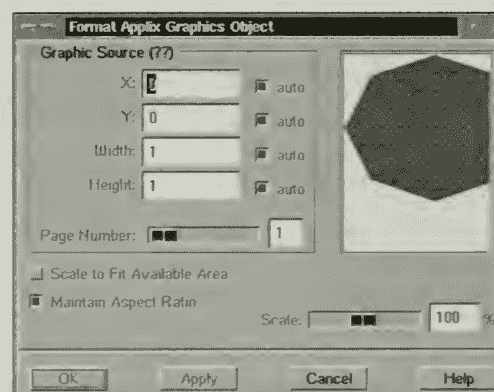 Format Applix Graphics Object
Graphic Source (??)
X: 0 auto
Y: 0 auto
Width: 1 auto
Height: 1 auto
Page Number: 1
Scale to Fit Available Area
Maintain Aspect Ratio
Scale: 100 %
OK Apply Cancel Help